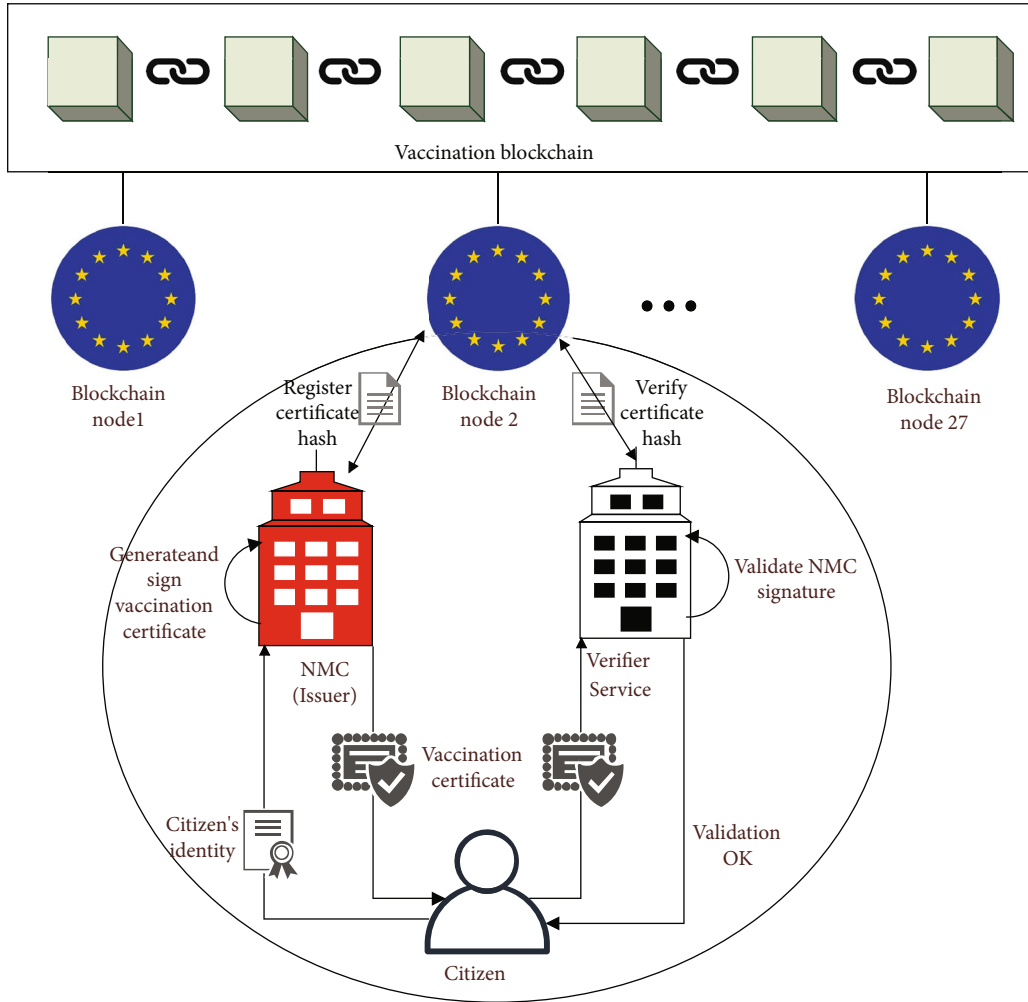 Vaccination blockchain
Blockchain
node1
Blockchain
node 2
Blockchain
node 27
Register
certificate
hash
Verify
certificate
hash
Generateand
sign
vaccination
certificate
Validate NMC
signature
NMC
(Issuer)
Verifier
Service
Vaccination
certificate
Citizen's
identity
Validation
OK
Citizen